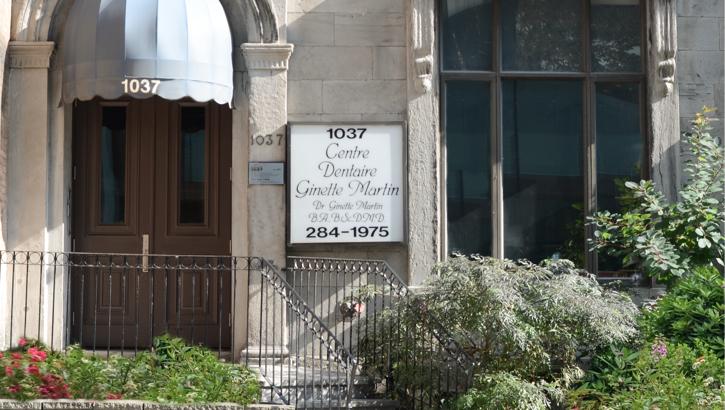 1037
1037
1037
Centre
Dentaire
Ginette Martin
Dr Ginette Martin
B.A. B.Sc. D.M.D.
284-1975